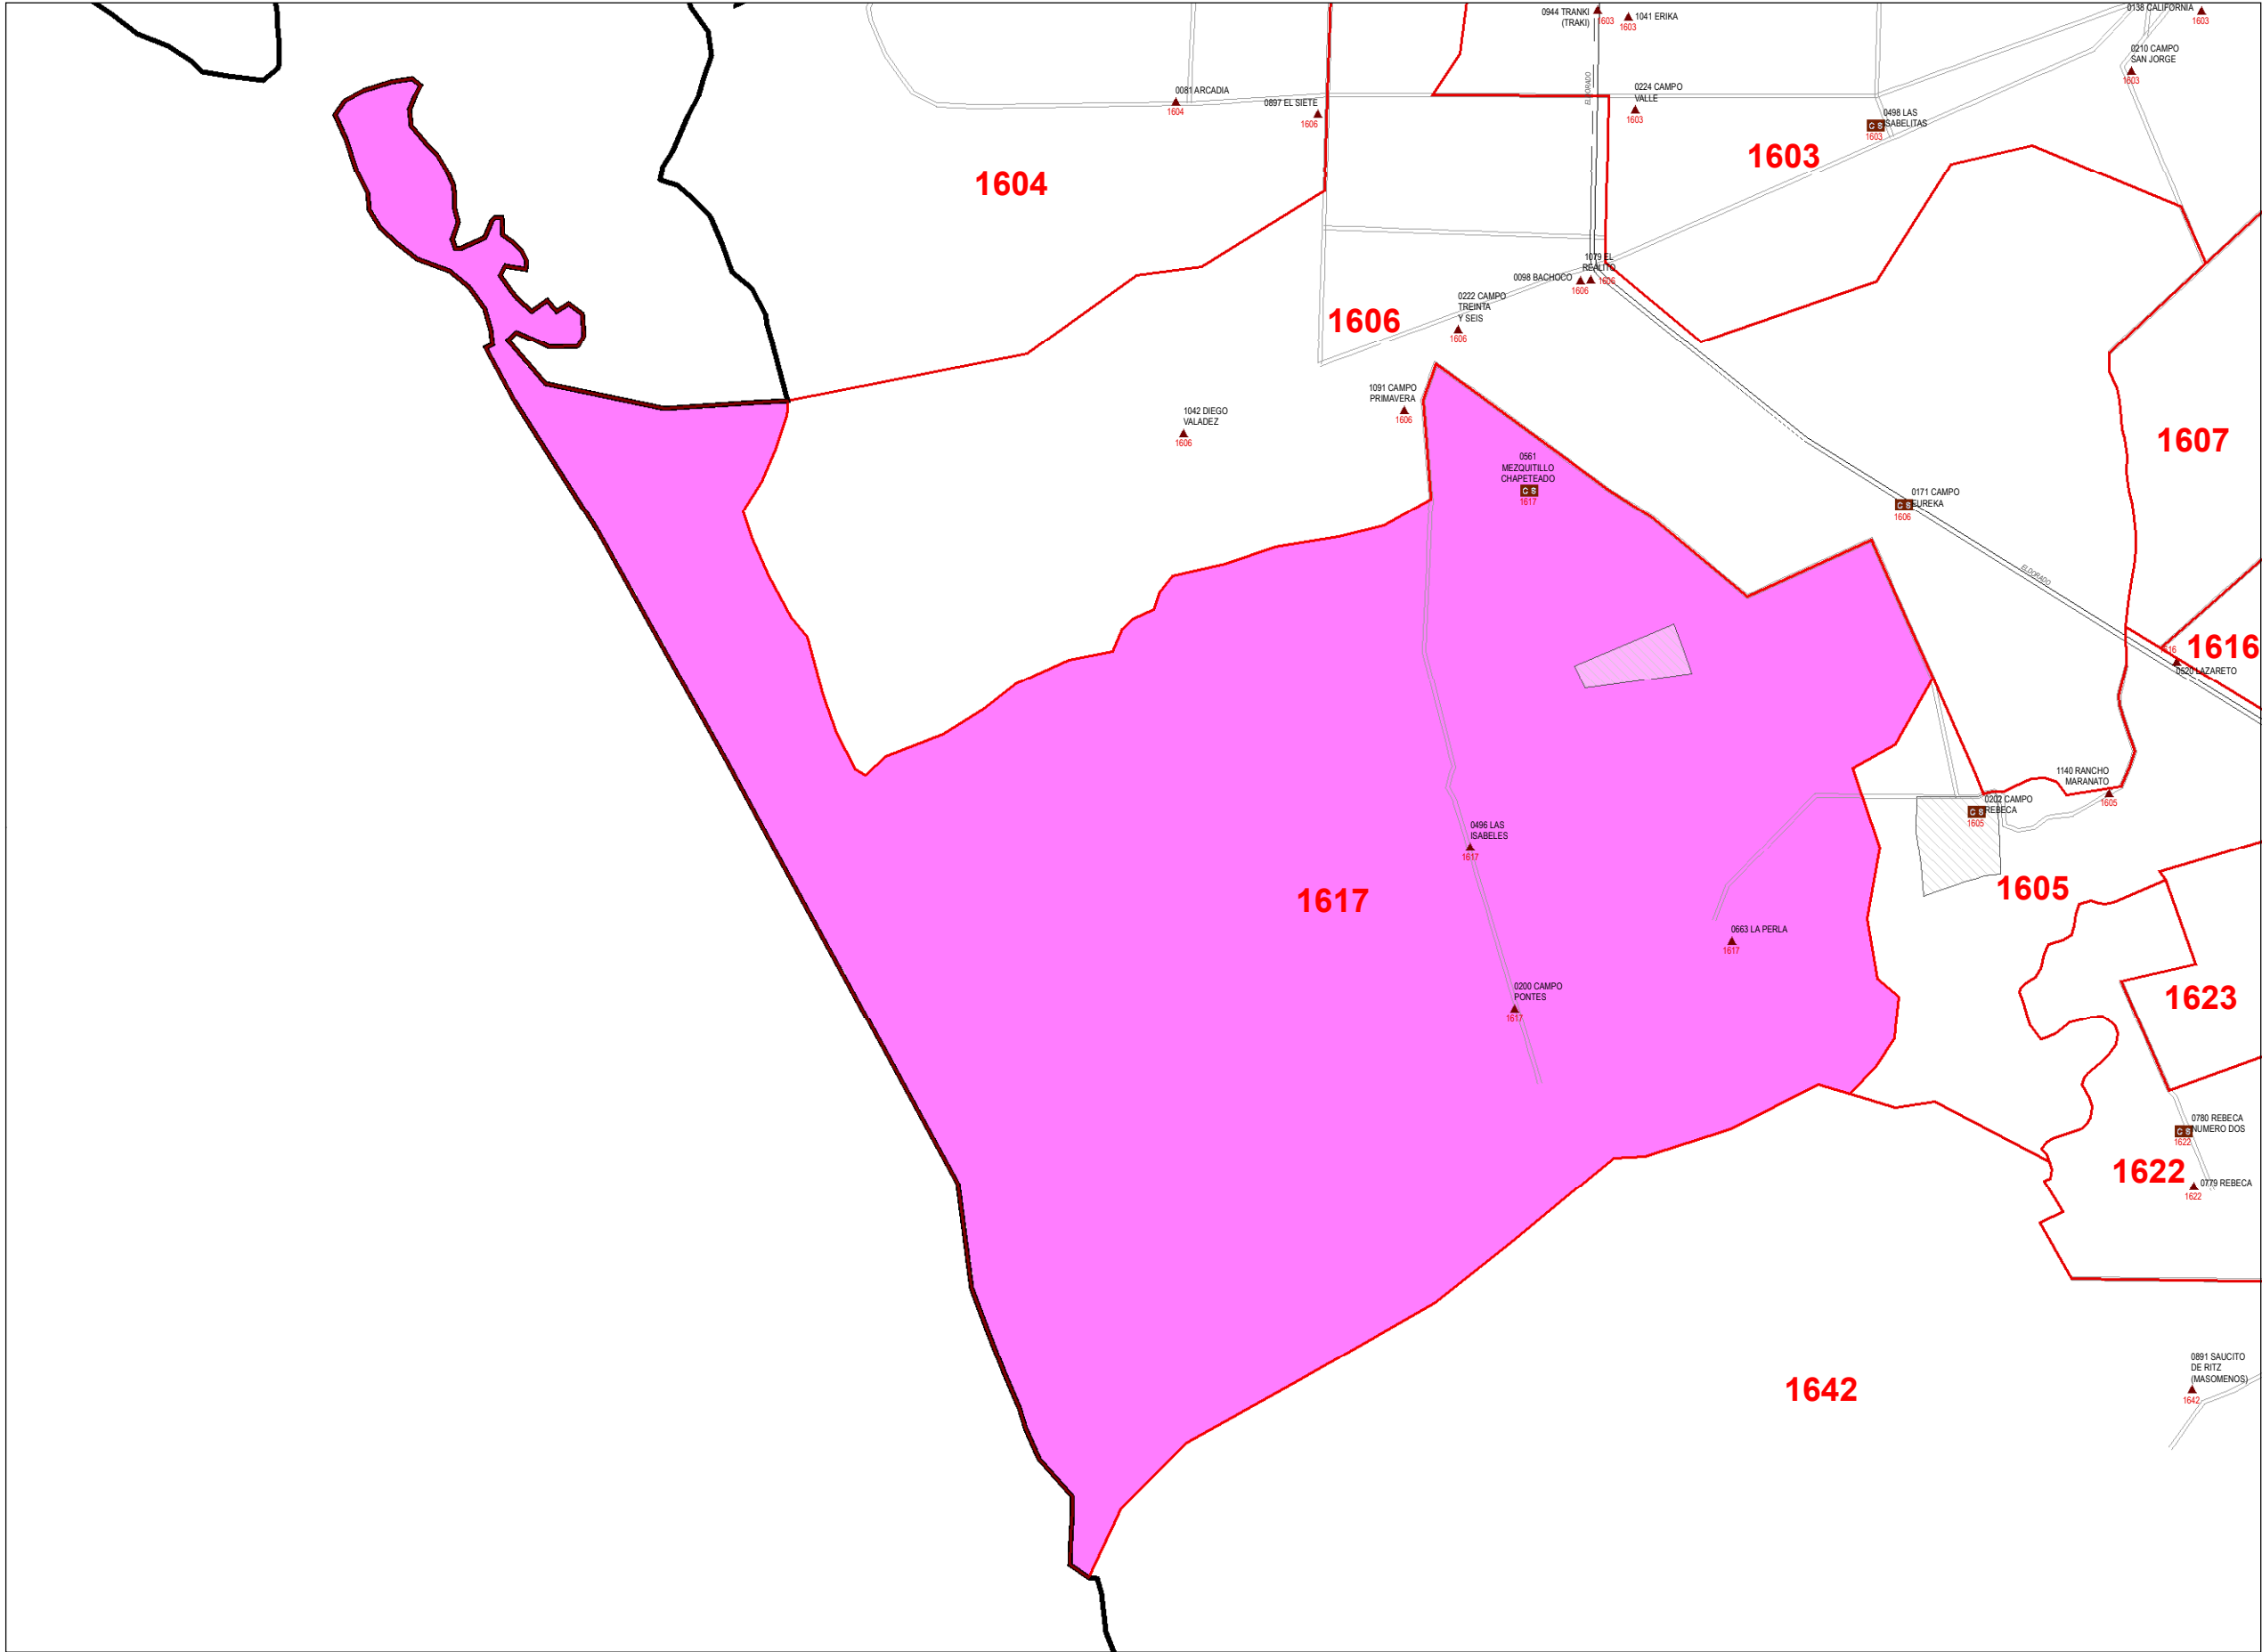 0944 TRANKI
(TRAKI)
1603
1041 ERIKA
1603
0138 CALIFORNIA
1603
0210 CAMPO
SAN JORGE
1603
0081 ARCADIA
1604
0897 EL SIETE
1606
ELDORADO
0224 CAMPO
VALLE
1603
0498 LAS
ISABELITAS
C S
1603
1603
1604
1079 EL
REALITO
1606
0098 BACHOCO
1606
0222 CAMPO
TREINTA
Y SEIS
1606
1606
1091 CAMPO
PRIMAVERA
1606
1042 DIEGO
VALADEZ
1606
1607
0561
MEZQUITILLO
CHAPETEADO
C S
1617
0171 CAMPO
EUREKA
C S
1606
ELDORADO
1616
1616
0520 LAZARETO
1140 RANCHO
MARANATO
1605
0202 CAMPO
REBECA
C S
1605
0496 LAS
ISABELES
1617
1617
1605
0663 LA PERLA
1617
0200 CAMPO
PONTES
1617
1623
0780 REBECA
NUMERO DOS
C S
1622
1622
0779 REBECA
1622
0891 SAUCITO
DE RITZ
(MASOMENOS)
1642
1642